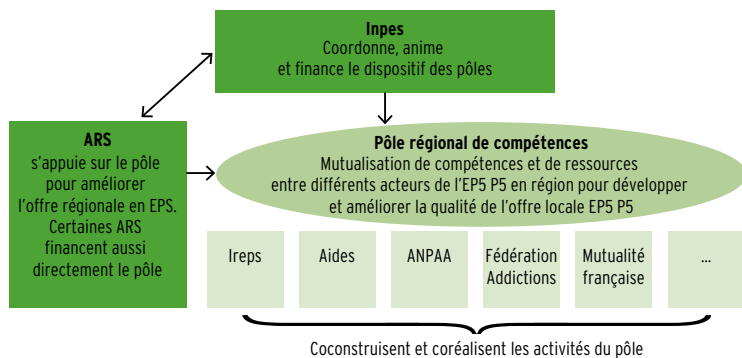 Inpes
Coordonne, anime
et finance le dispositif des pôles
ARS
s'appuie sur le pôle
pour améliorer
l'offre régionale en EPS.
Certaines ARS
financent aussi
directement le pôle
Pôle régional de compétences
Mutualisation de compétences et de ressources
entre différents acteurs de l'EP5 P5 en région pour développer
et améliorer la qualité de l'offre locale EP5 P5
Ireps
Aides
ANPAA
Fédération
Addictions
Mutualité
française
...
Coconstruisent et coréalisent les activités du pôle